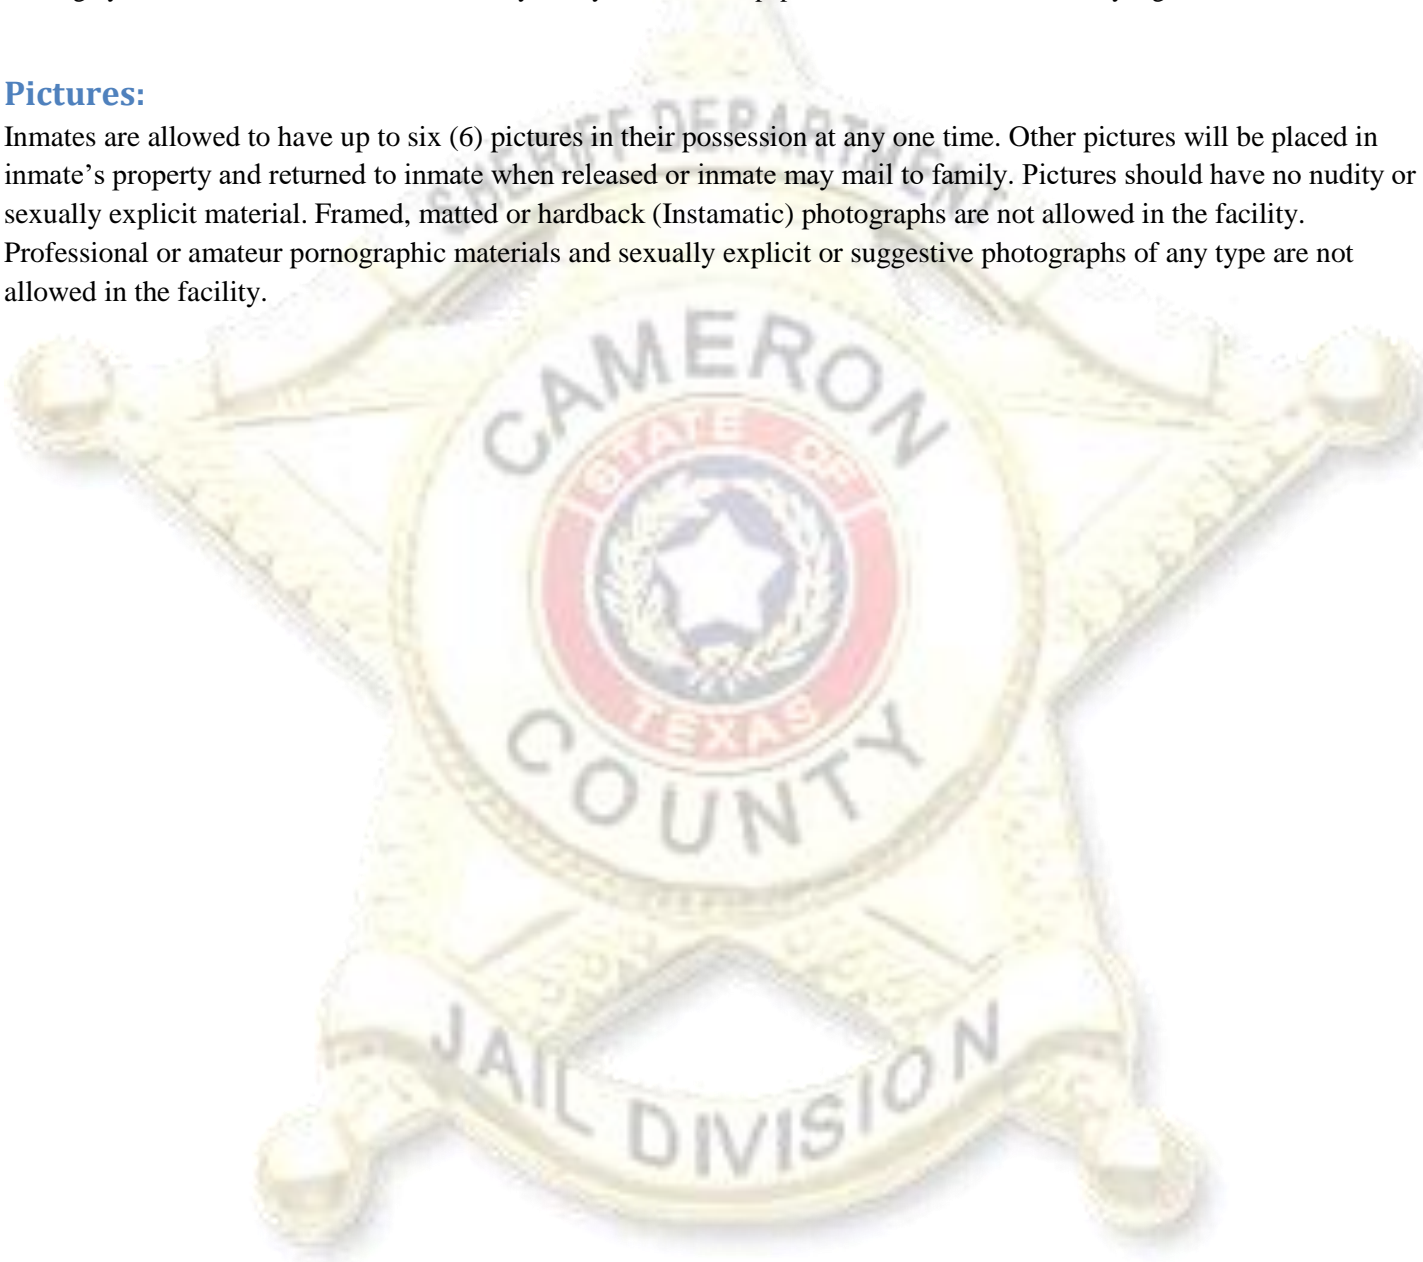 Pictures:
Inmates are allowed to have up to six (6) pictures in their possession at any one time. Other pictures will be placed in
inmate’s property and returned to inmate when released or inmate may mail to family. Pictures should have no nudity or
sexually explicit material. Framed, matted or hardback (Instamatic) photographs are not allowed in the facility.
Professional or amateur pornographic materials and sexually explicit or suggestive photographs of any type are not
allowed in the facility.
SHERIFF DEPARTMENT
CAMERON
STATE OF
TEXAS
COUNTY
JAIL DIVISION